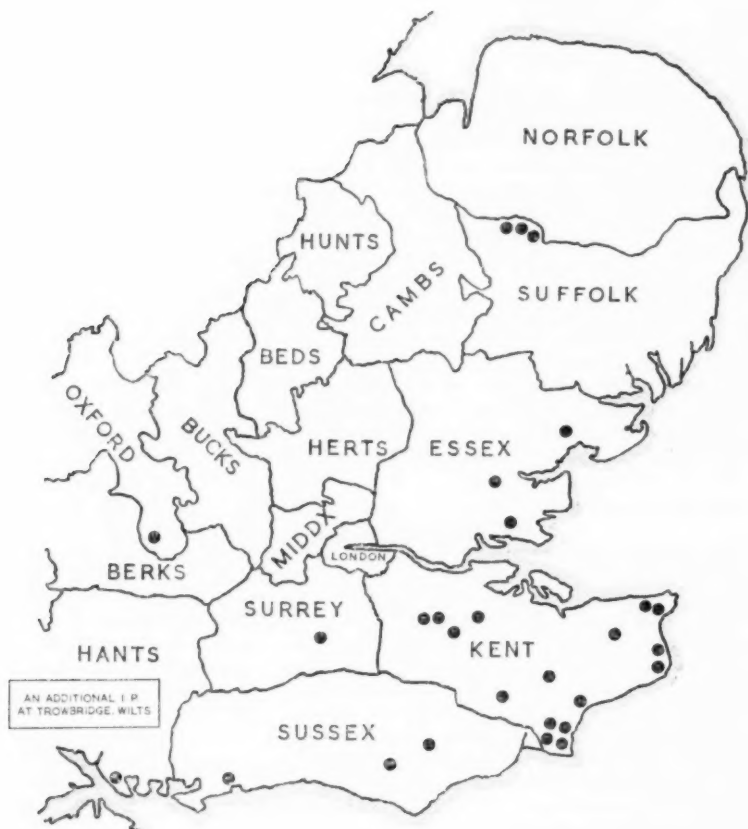 NORFOLK
HUNTS
CAMBS
SUFFOLK
BEDS
OXFORD
BUCKS
HERTS
ESSEX
MIDDX
LONDON
BERKS
SURREY
KENT
HANTS
AN ADDITIONAL I.P.
AT TROWBRIDGE, WILTS
SUSSEX